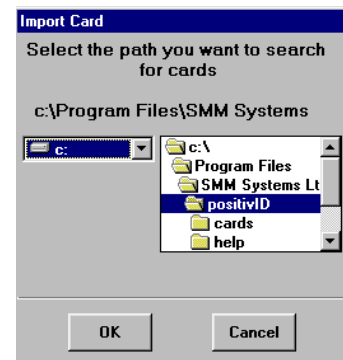 Import Card
Select the path you want to search
for cards
c:\Program Files\SMM Systems
c:
c:\
Program Files
SMM Systems Lt
positivID
cards
help
OK
Cancel